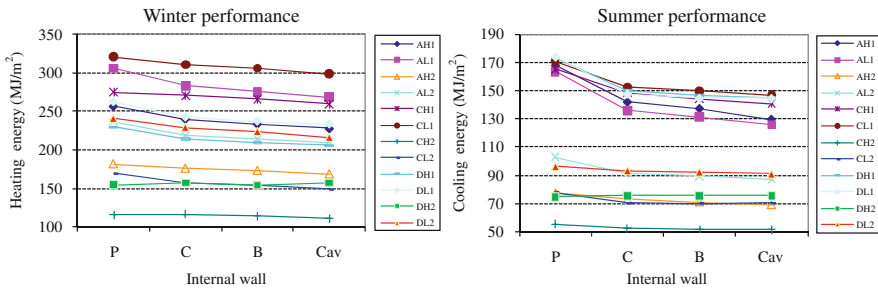 Winter performance
Heating energy (MJ/m²)
350
300
250
200
150
100
P C B Cav
Internal wall
AH1
AL1
AH2
AL2
CH1
CL1
CH2
CL2
DH1
DL1
DH2
DL2
Summer performance
Cooling energy (MJ/m²)
190
170
150
130
110
90
70
50
P C B Cav
Internal wall
AH1
AL1
AH2
AL2
CH1
CL1
CH2
CL2
DH1
DL1
DH2
DL2